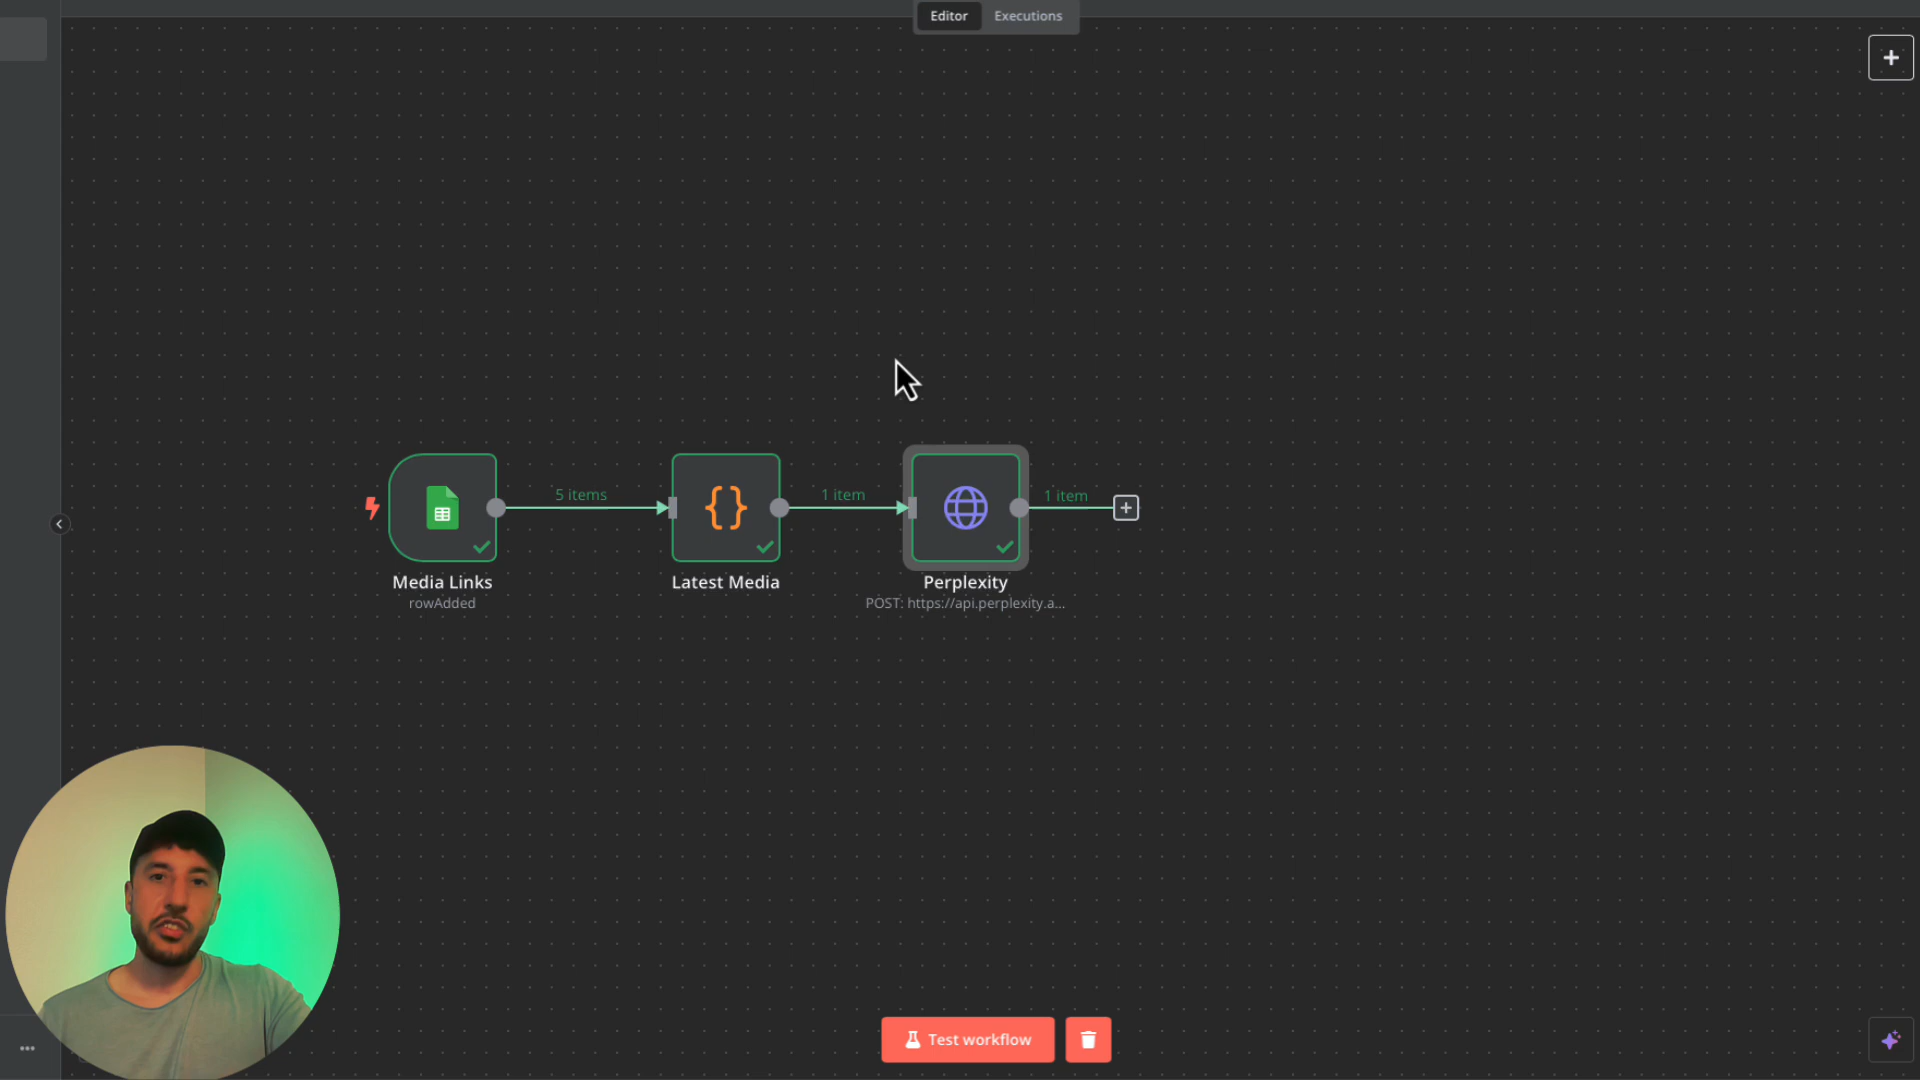 Editor Executions
5 items
1 item
1 item
Media Links
rowAdded
Latest Media
Perplexity
POST: https://api.perplexity.a...
Test workflow